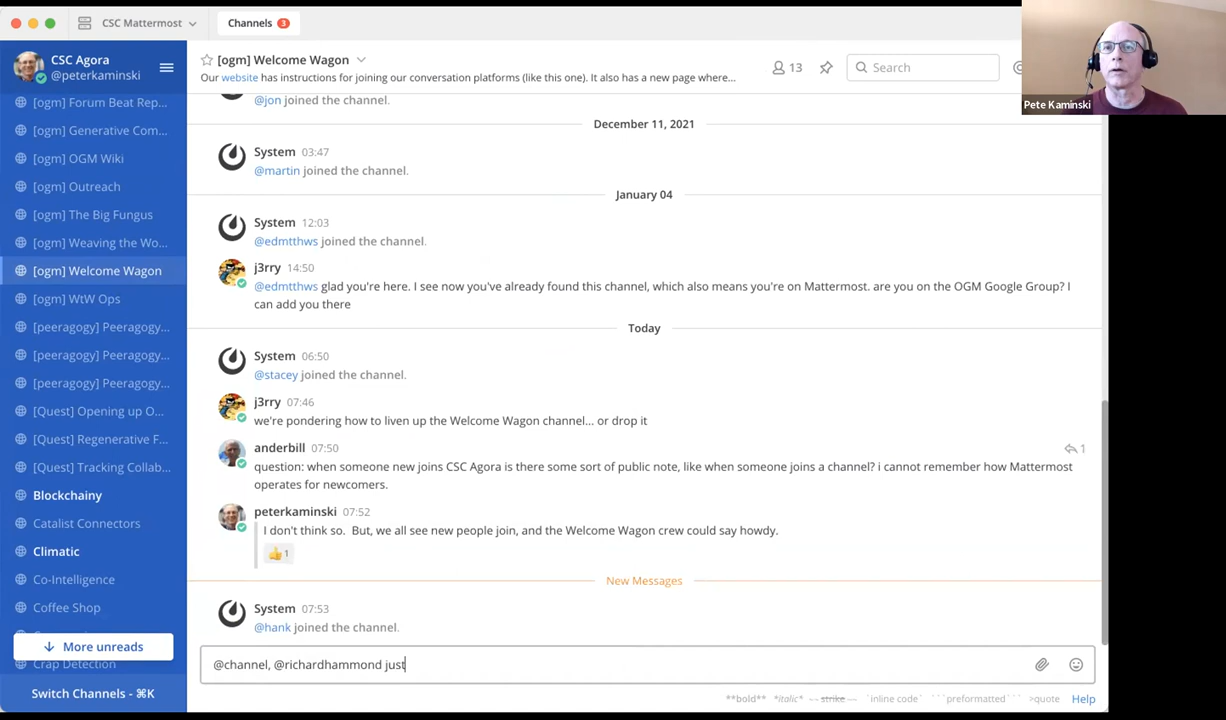 CSC Mattermost
Channels 3
CSC Agora
@peterkaminski
[ogm] Forum Beat Rep...
[ogm] Generative Com...
[ogm] OGM Wiki
[ogm] Outreach
[ogm] The Big Fungus
[ogm] Weaving the Wo...
[ogm] Welcome Wagon
[ogm] WtW Ops
[peeragogy] Peeragogy...
[peeragogy] Peeragogy...
[peeragogy] Peeragogy...
[Quest] Opening up O...
[Quest] Regenerative F...
[Quest] Tracking Collab...
Blockchainy
Catalist Connectors
Climatic
Co-Intelligence
Coffee Shop
More unreads
Crap Detection
Switch Channels - ⌘K
[ogm] Welcome Wagon
Our website has instructions for joining our conversation platforms (like this one). It also has a new page where...
13
Search
Pete Kaminski
@jon joined the channel.
December 11, 2021
System 03:47
@martin joined the channel.
January 04
System 12:03
@edmtthws joined the channel.
j3rry 14:50
@edmtthws glad you're here. I see now you've already found this channel, which also means you're on Mattermost. are you on the OGM Google Group? I
can add you there
Today
System 06:50
@stacey joined the channel.
j3rry 07:46
we're pondering how to liven up the Welcome Wagon channel... or drop it
anderbill 07:50
1
question: when someone new joins CSC Agora is there some sort of public note, like when someone joins a channel? i cannot remember how Mattermost
operates for newcomers.
peterkaminski 07:52
I don't think so. But, we all see new people join, and the Welcome Wagon crew could say howdy.
👍 1
New Messages
System 07:53
@hank joined the channel.
@channel, @richardhammond just
**bold** *italic* ~~strike~~ `inline code` ```preformatted``` >quote Help